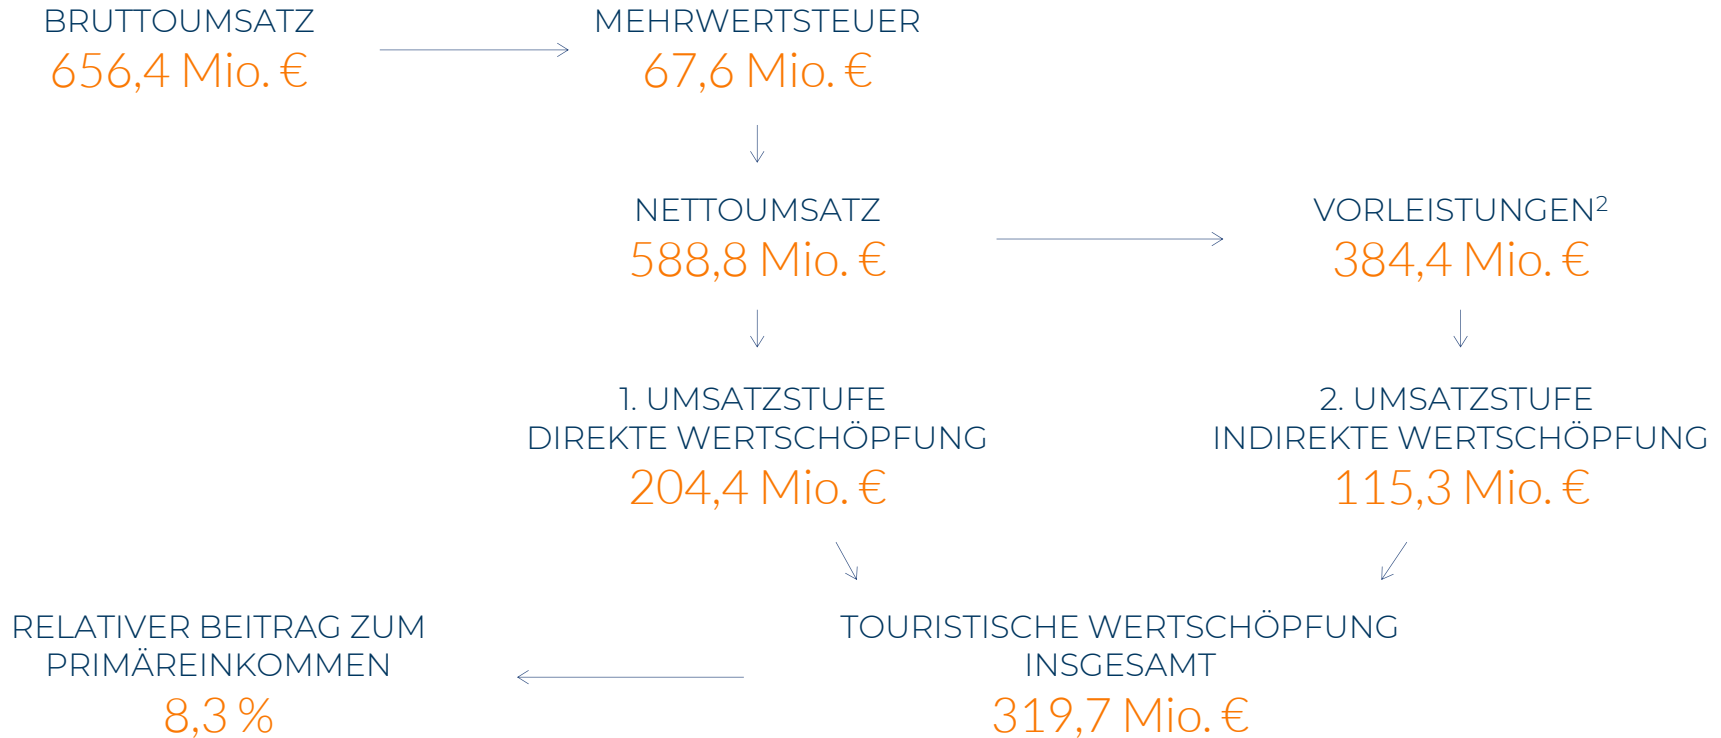 BRUTTOUMSATZ
656,4 Mio. €
MEHRWERTSTEUER
67,6 Mio. €
NETTOUMSATZ
588,8 Mio. €
VORLEISTUNGEN²
384,4 Mio. €
1. UMSATZSTUFE
DIREKTE WERTSCHÖPFUNG
204,4 Mio. €
2. UMSATZSTUFE
INDIREKTE WERTSCHÖPFUNG
115,3 Mio. €
RELATIVER BEITRAG ZUM
PRIMÄREINKOMMEN
8,3 %
TOURISTISCHE WERTSCHÖPFUNG
INSGESAMT
319,7 Mio. €